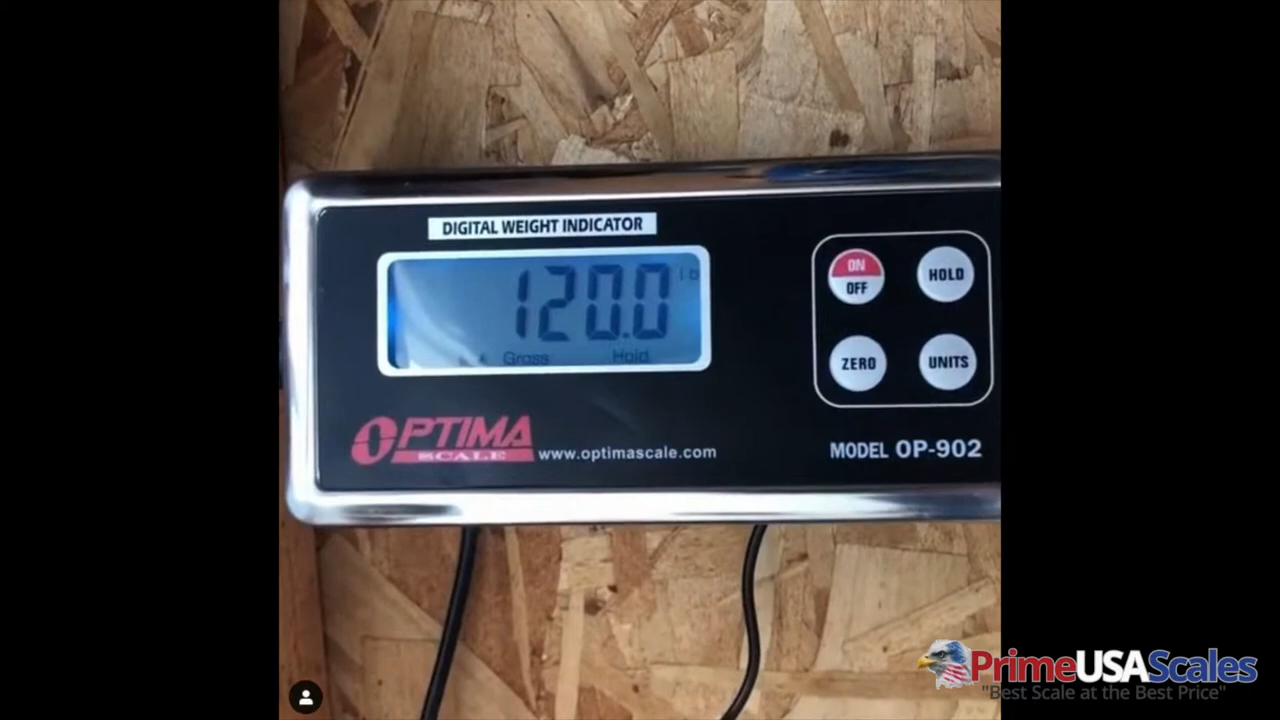 DIGITAL WEIGHT INDICATOR
120.0 lb
Gross Hold
ON
OFF
HOLD
ZERO
UNITS
OPTIMA
SCALE
www.optimascale.com
MODEL OP-902
PrimeUSAScales
"Best Scale at the Best Price"